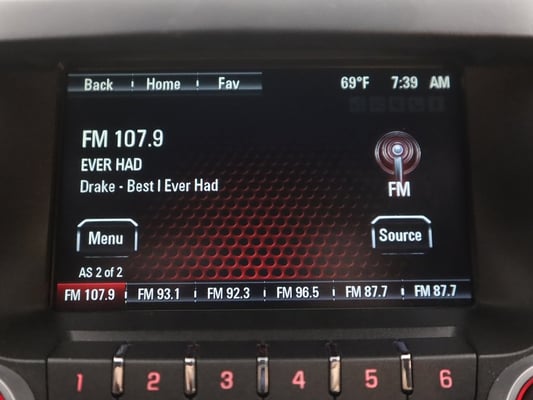 Back Home Fav 69°F 7:39 AM
FM 107.9
EVER HAD
Drake - Best I Ever Had
FM
Menu Source
AS 2 of 2
FM 107.9 FM 93.1 FM 92.3 FM 96.5 FM 87.7 FM 87.7
1 2 3 4 5 6